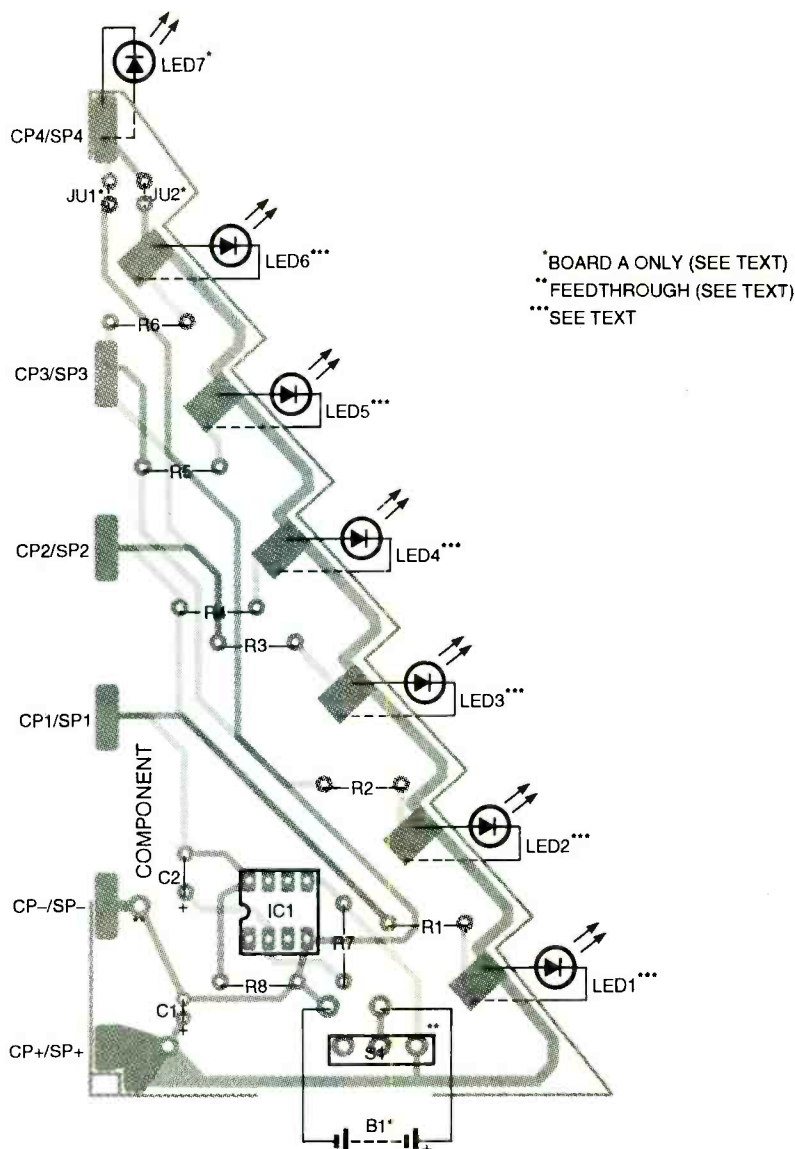 LED7*
CP4/SP4
JU1* JU2*
LED6***
*BOARD A ONLY (SEE TEXT)
**FEEDTHROUGH (SEE TEXT)
***SEE TEXT
R6
CP3/SP3
LED5***
R5
CP2/SP2
LED4***
R4
R3
LED3***
CP1/SP1
COMPONENT
R2
LED2***
C2
+
CP–/SP–
**
IC1
R7
R1
R8
LED1***
C1
+
CP+/SP+
S1
**
B1*
+